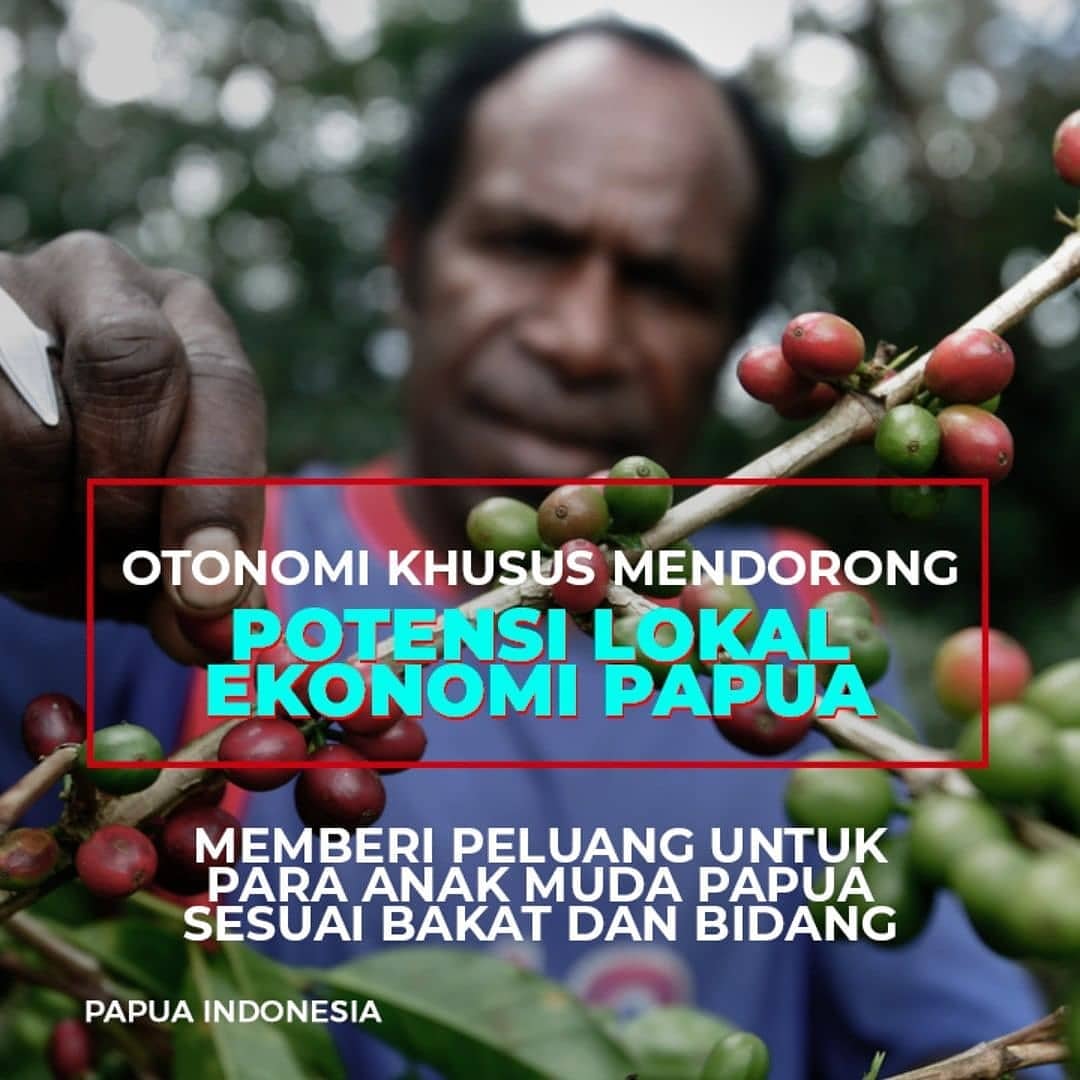 OTONOMI KHUSUS MENDORONG
POTENSI LOKAL
EKONOMI PAPUA
MEMBERI PELUANG UNTUK
PARA ANAK MUDA PAPUA
SESUAI BAKAT DAN BIDANG
PAPUA INDONESIA